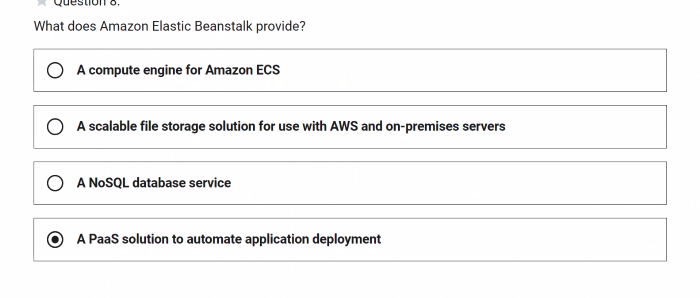 Question 8.
What does Amazon Elastic Beanstalk provide?
A compute engine for Amazon ECS
A scalable file storage solution for use with AWS and on-premises servers
A NoSQL database service
A PaaS solution to automate application deployment